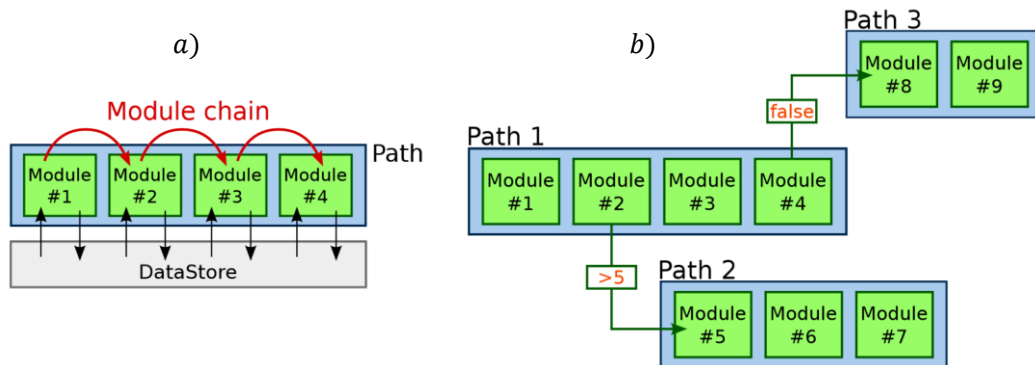 a)
Module chain
Path
Module
#1
Module
#2
Module
#3
Module
#4
DataStore
b)
Path 3
Module
#8
Module
#9
false
Path 1
Module
#1
Module
#2
Module
#3
Module
#4
>5
Path 2
Module
#5
Module
#6
Module
#7